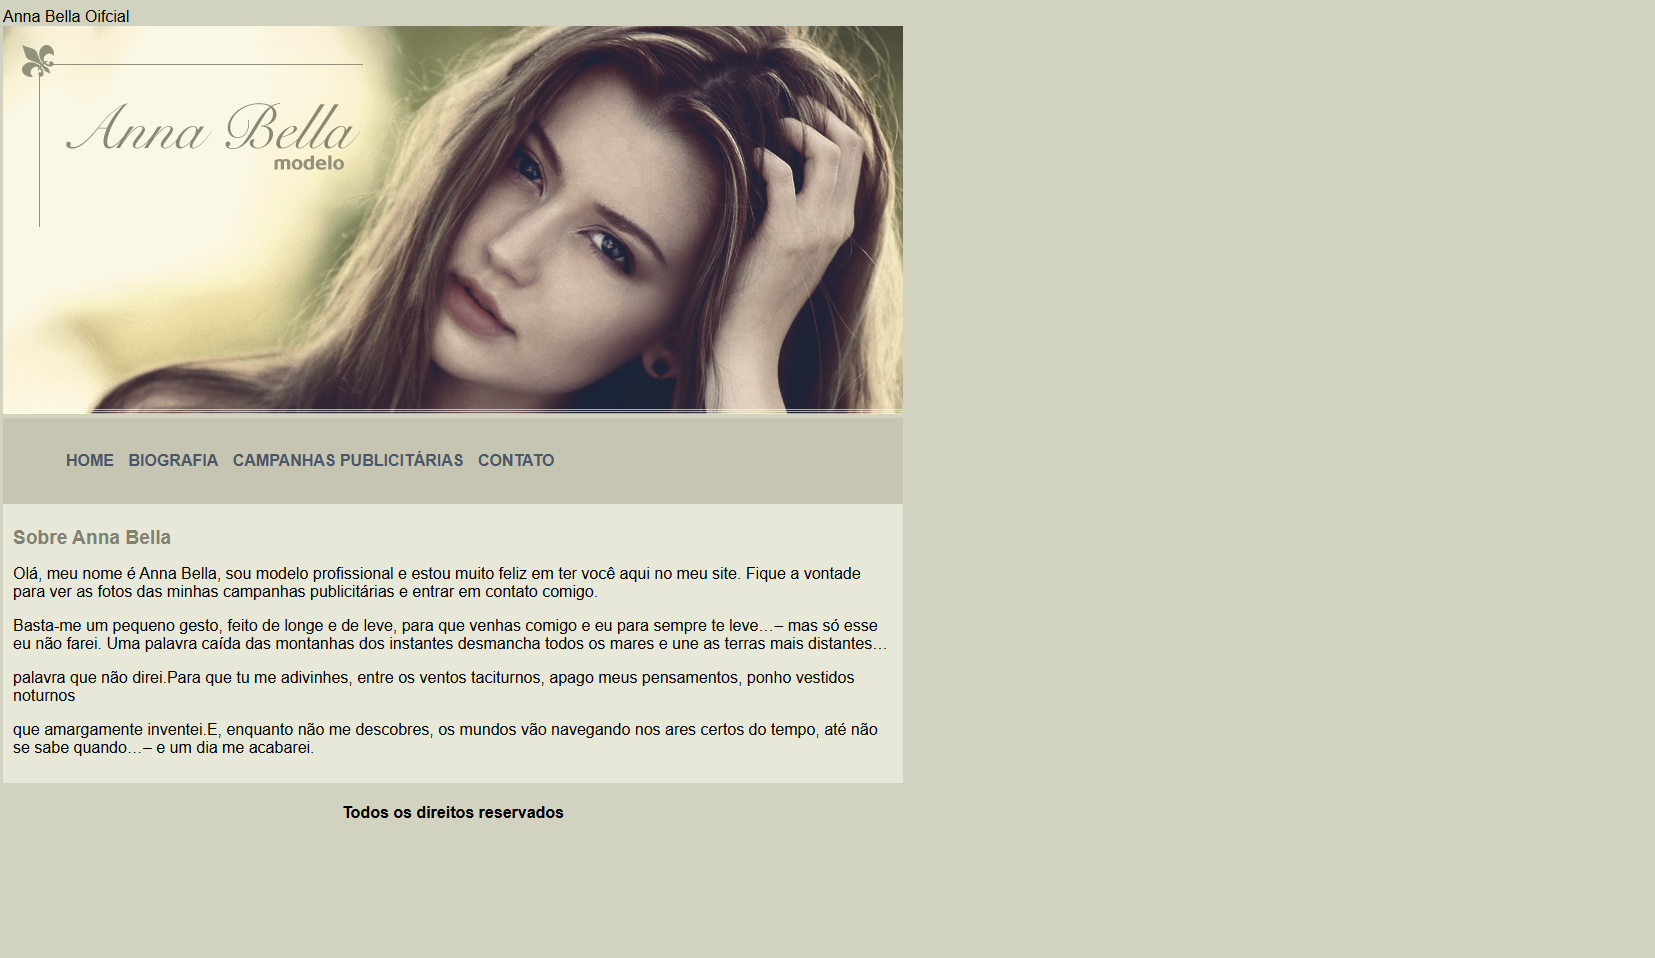 Anna Bella Oifcial
Anna Bella
modelo
HOME BIOGRAFIA CAMPANHAS PUBLICITÁRIAS CONTATO
Sobre Anna Bella
Olá, meu nome é Anna Bella, sou modelo profissional e estou muito feliz em ter você aqui no meu site. Fique a vontade
para ver as fotos das minhas campanhas publicitárias e entrar em contato comigo.
Basta-me um pequeno gesto, feito de longe e de leve, para que venhas comigo e eu para sempre te leve…– mas só esse
eu não farei. Uma palavra caída das montanhas dos instantes desmancha todos os mares e une as terras mais distantes…
palavra que não direi.Para que tu me adivinhes, entre os ventos taciturnos, apago meus pensamentos, ponho vestidos
noturnos
que amargamente inventei.E, enquanto não me descobres, os mundos vão navegando nos ares certos do tempo, até não
se sabe quando…– e um dia me acabarei.
Todos os direitos reservados